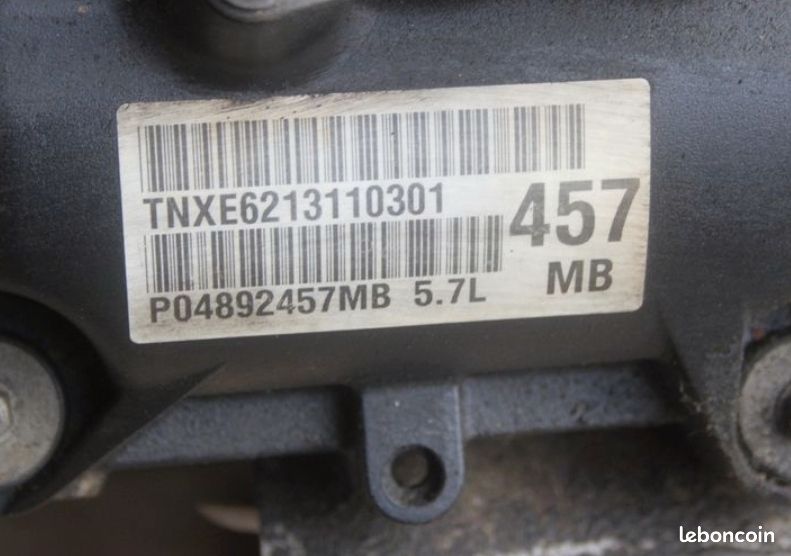 TNXE6213110301
457
P04892457MB 5.7L
MB
leboncoin